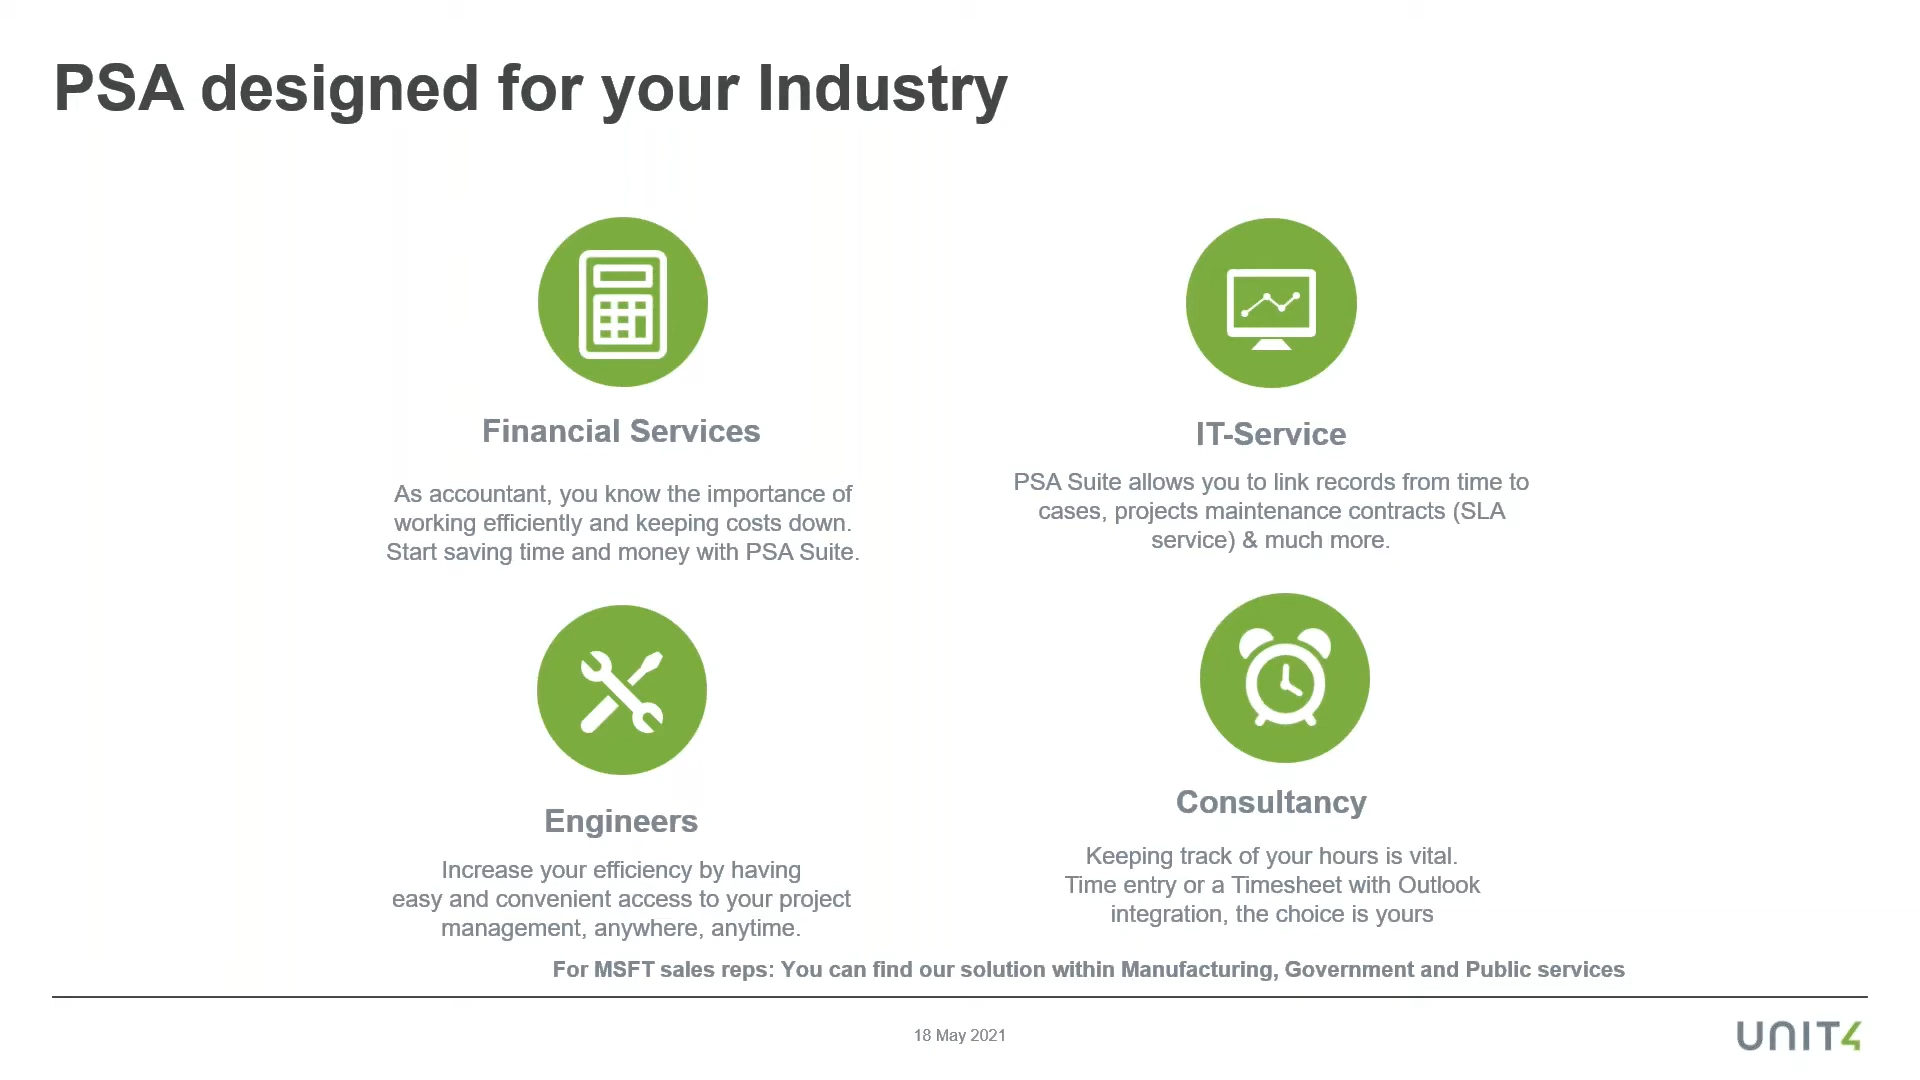 PSA designed for your Industry
Financial Services
As accountant, you know the importance of
working efficiently and keeping costs down.
Start saving time and money with PSA Suite.
IT-Service
PSA Suite allows you to link records from time to
cases, projects maintenance contracts (SLA
service) & much more.
Engineers
Increase your efficiency by having
easy and convenient access to your project
management, anywhere, anytime.
Consultancy
Keeping track of your hours is vital.
Time entry or a Timesheet with Outlook
integration, the choice is yours
For MSFT sales reps: You can find our solution within Manufacturing, Government and Public services
18 May 2021
UNIT4